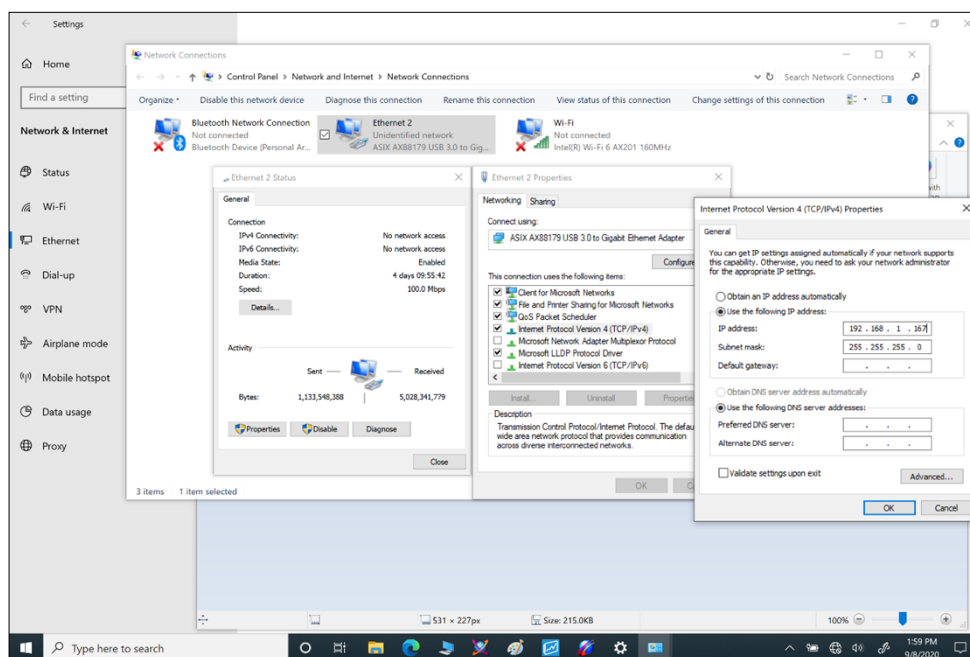 Settings
Home
Find a setting
Network & Internet
Status
Wi-Fi
Ethernet
Dial-up
VPN
Airplane mode
Mobile hotspot
Data usage
Proxy
Network Connections
Control Panel > Network and Internet > Network Connections
Search Network Connections
Organize
Disable this network device
Diagnose this connection
Rename this connection
View status of this connection
Change settings of this connection
Bluetooth Network Connection
Not connected
Bluetooth Device (Personal Ar...
Ethernet 2
Unidentified network
ASIX AX88179 USB 3.0 to Gig...
Wi-Fi
Not connected
Intel(R) Wi-Fi 6 AX201 160MHz
Ethernet 2 Status
General
Connection
IPv4 Connectivity: No network access
IPv6 Connectivity: No network access
Media State: Enabled
Duration: 4 days 09:55:42
Speed: 100.0 Mbps
Details...
Activity
Sent Received
Bytes: 1,133,548,388 5,028,341,779
Properties
Disable
Diagnose
Close
3 items
1 item selected
Ethernet 2 Properties
Networking Sharing
Connect using:
ASIX AX88179 USB 3.0 to Gigabit Ethernet Adapter
Configure
This connection uses the following items:
Client for Microsoft Networks
File and Printer Sharing for Microsoft Networks
QoS Packet Scheduler
Internet Protocol Version 4 (TCP/IPv4)
Microsoft Network Adapter Multiplexor Protocol
Microsoft LLDP Protocol Driver
Internet Protocol Version 6 (TCP/IPv6)
Install...
Uninstall
Properties
Description
Transmission Control Protocol/Internet Protocol. The
wide area network protocol that provides communication
across diverse interconnected networks.
OK
Internet Protocol Version 4 (TCP/IPv4) Properties
General
You can get IP settings assigned automatically if your network supports
this capability. Otherwise, you need to ask your network administrator
for the appropriate IP settings.
Obtain an IP address automatically
Use the following IP address:
IP address: 192 . 168 . 1 . 167
Subnet mask: 255 . 255 . 255 . 0
Default gateway: . . .
Obtain DNS server address automatically
Use the following DNS server addresses:
Preferred DNS server: . . .
Alternate DNS server: . . .
Validate settings upon exit
Advanced...
OK
Cancel
531 × 227px
Size: 215.0KB
100%
Type here to search
1:59 PM
9/8/2020